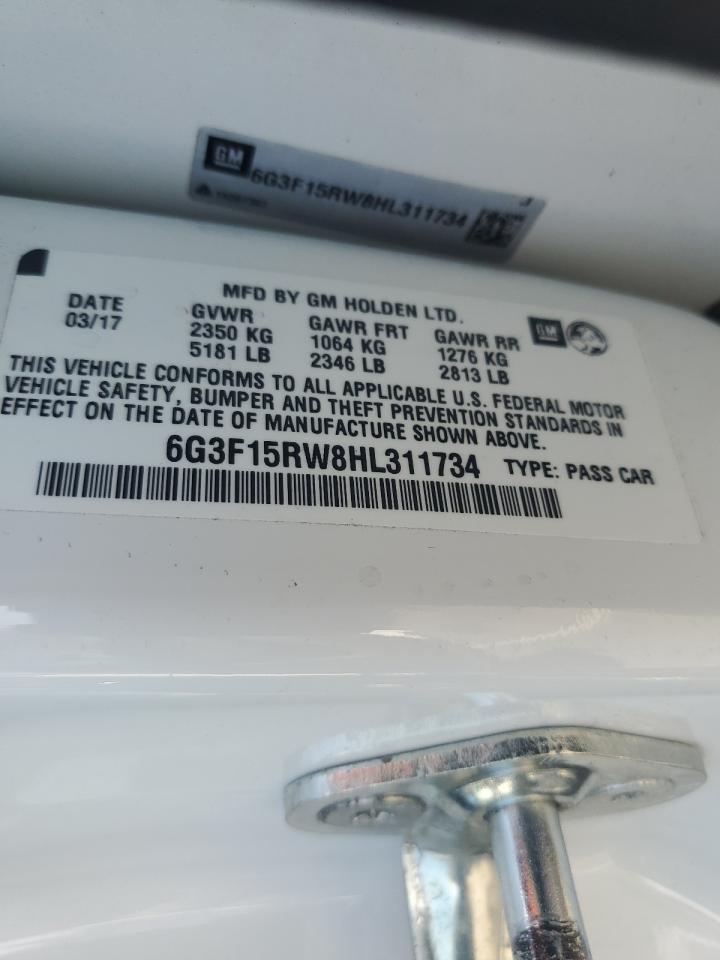 GM
6G3F15RW8HL311734
MFD BY GM HOLDEN LTD.
DATE GVWR GAWR FRT GAWR RR GM
03/17 2350 KG 1064 KG 1276 KG
5181 LB 2346 LB 2813 LB
THIS VEHICLE CONFORMS TO ALL APPLICABLE U.S. FEDERAL MOTOR
VEHICLE SAFETY, BUMPER AND THEFT PREVENTION STANDARDS IN
EFFECT ON THE DATE OF MANUFACTURE SHOWN ABOVE.
6G3F15RW8HL311734 TYPE: PASS CAR